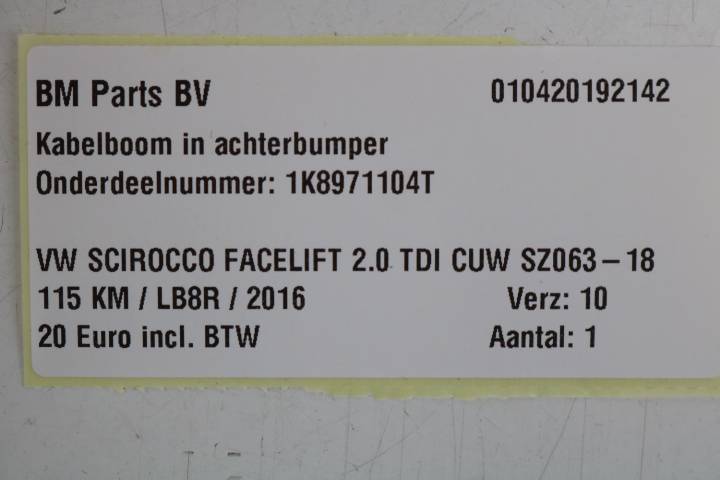 BM Parts BV 010420192142
Kabelboom in achterbumper
Onderdeelnummer: 1K8971104T
VW SCIROCCO FACELIFT 2.0 TDI CUW SZ063-18
115 KM / LB8R / 2016 Verz: 10
20 Euro incl. BTW Aantal: 1